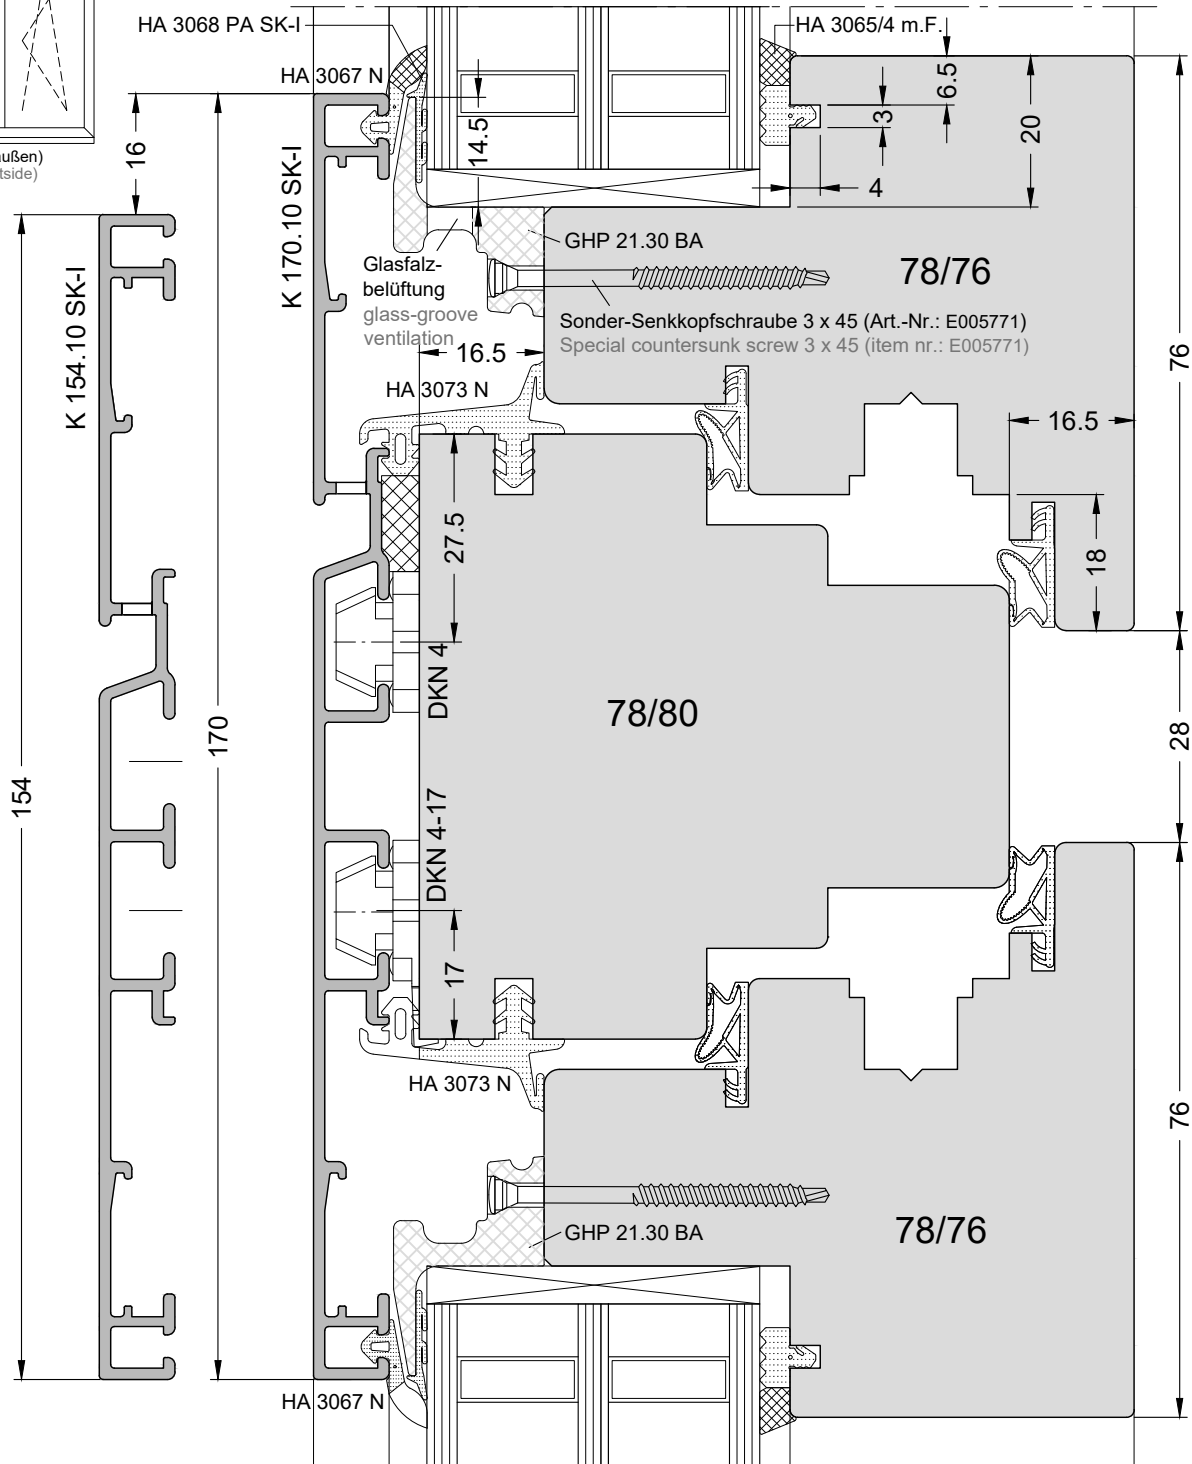 HA 3068 PA SK-I
HA 3065/4 m.F.
HA 3067 N
ußen)
tside)
16
K 170.10 SK-I
14.5
6.5
3
20
4
GHP 21.30 BA
78/76
Glasfalz-
belüftung
glass-groove
ventilation
Sonder-Senkkopfschraube 3 x 45 (Art.-Nr.: E005771)
Special countersunk screw 3 x 45 (item nr.: E005771)
76
K 154.10 SK-I
16.5
HA 3073 N
16.5
27.5
18
DKN 4
78/80
170
28
154
DKN 4-17
17
HA 3073 N
76
GHP 21.30 BA
78/76
HA 3067 N